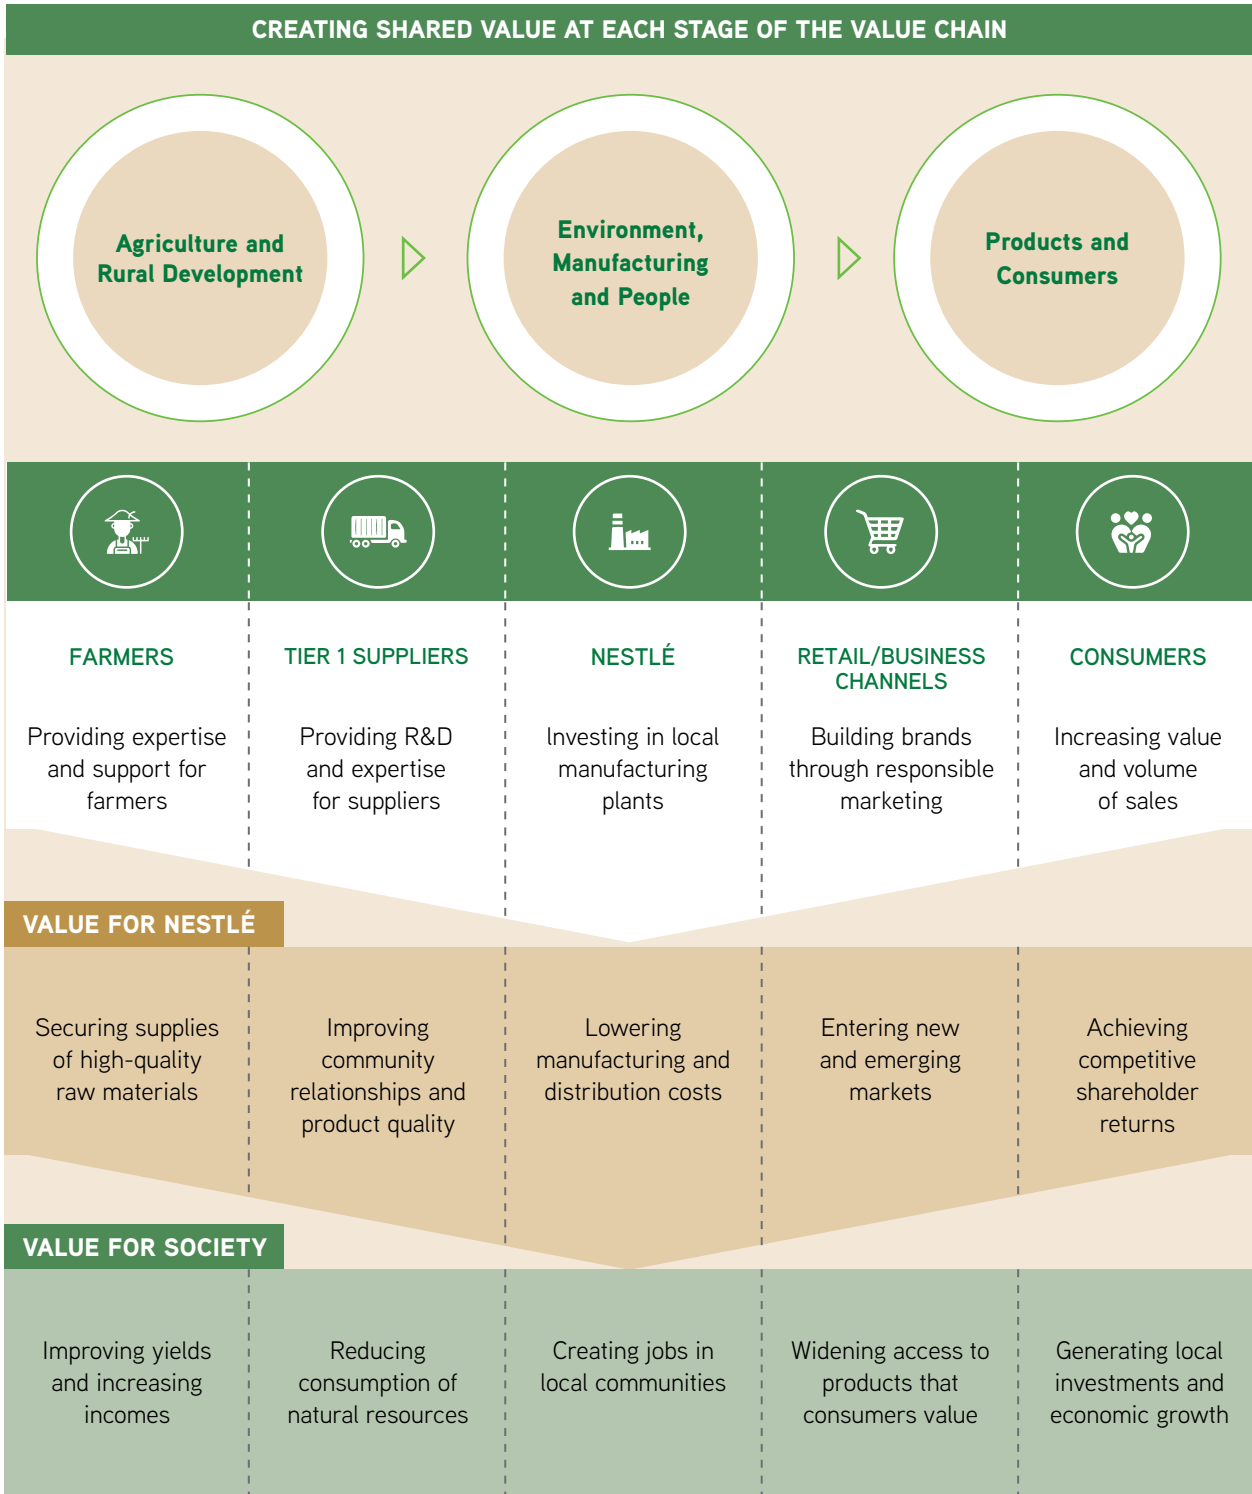 CREATING SHARED VALUE AT EACH STAGE OF THE VALUE CHAIN
Agriculture and
Rural Development
Environment,
Manufacturing
and People
Products and
Consumers
FARMERS
Providing expertise
and support for
farmers
TIER 1 SUPPLIERS
Providing R&D
and expertise
for suppliers
NESTLÉ
Investing in local
manufacturing
plants
RETAIL/BUSINESS
CHANNELS
Building brands
through responsible
marketing
CONSUMERS
Increasing value
and volume
of sales
VALUE FOR NESTLÉ
Securing supplies
of high-quality
raw materials
Improving
community
relationships and
product quality
Lowering
manufacturing and
distribution costs
Entering new
and emerging
markets
Achieving
competitive
shareholder
returns
VALUE FOR SOCIETY
Improving yields
and increasing
incomes
Reducing
consumption of
natural resources
Creating jobs in
local communities
Widening access to
products that
consumers value
Generating local
investments and
economic growth